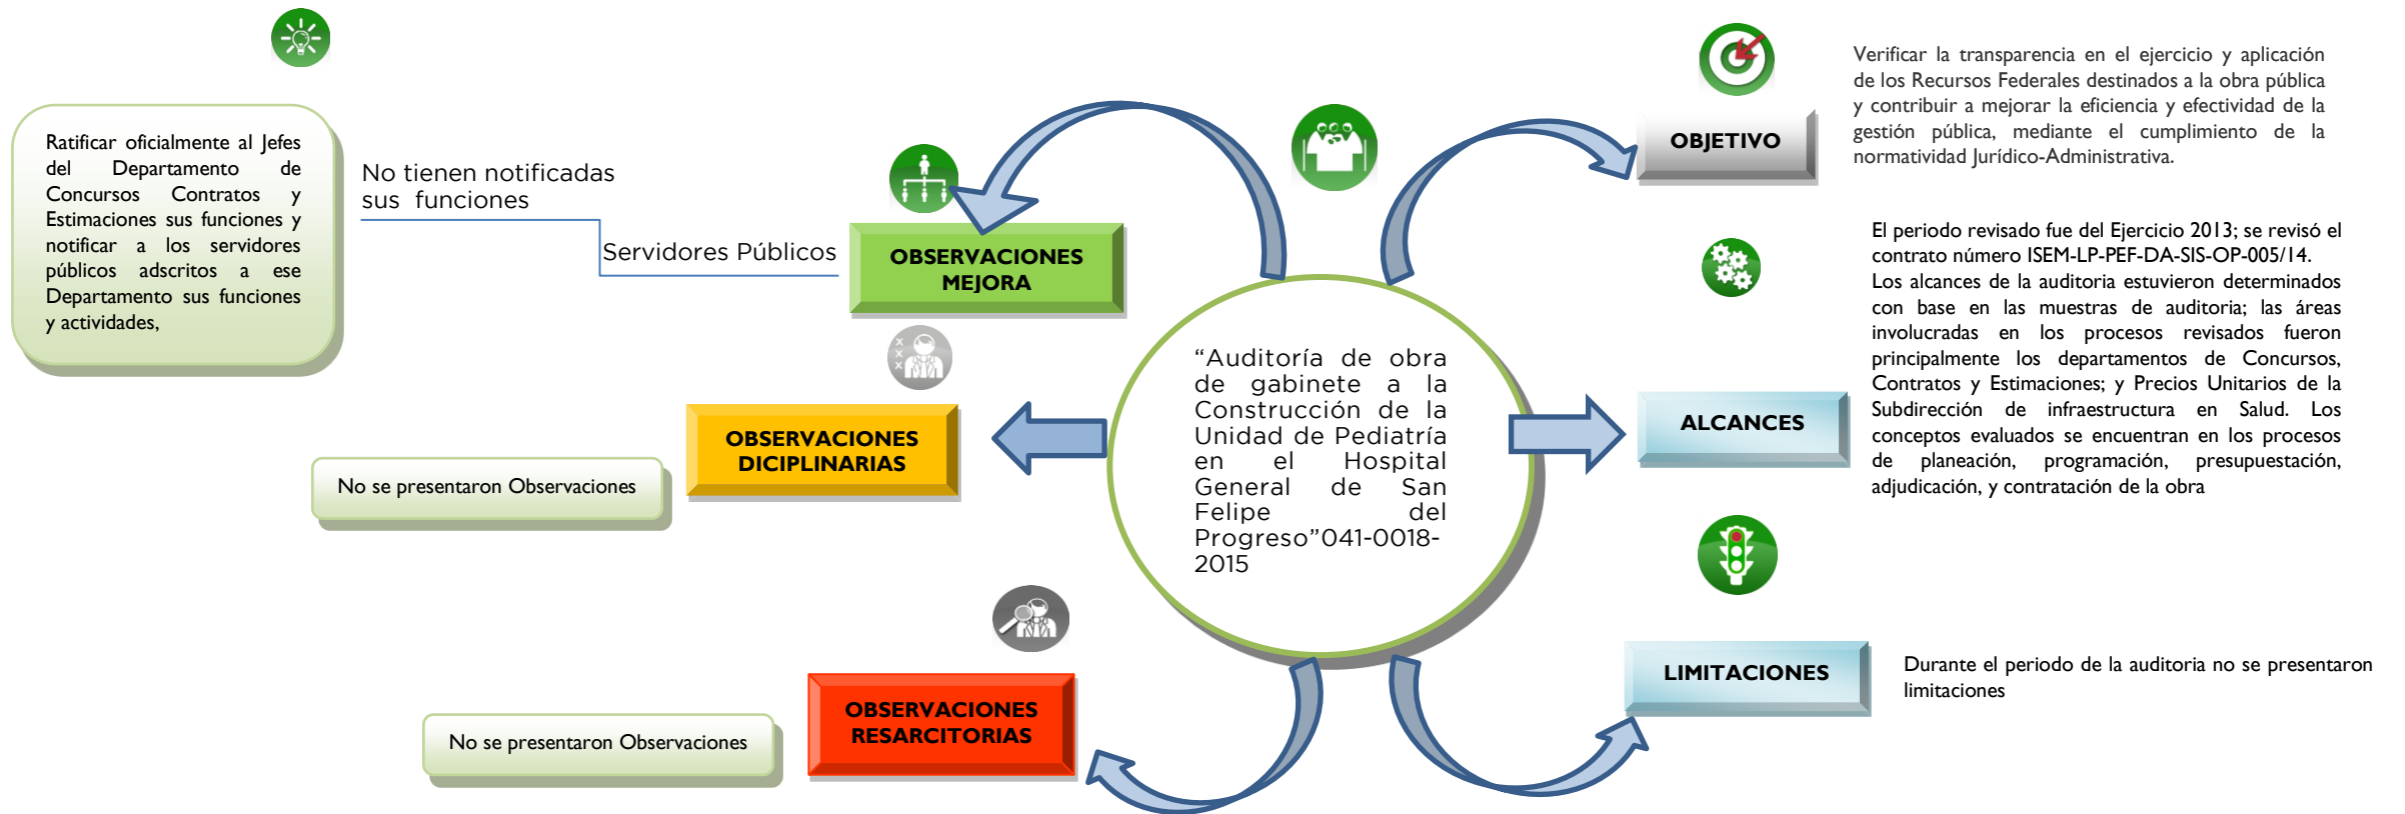 Ratificar oficialmente al Jefes
del Departamento de
Concursos Contratos y
Estimaciones sus funciones y
notificar a los servidores
públicos adscritos a ese
Departamento sus funciones
y actividades,
No tienen notificadas
sus funciones
Servidores Públicos
OBSERVACIONES
MEJORA
OBSERVACIONES
DICIPLINARIAS
No se presentaron Observaciones
OBSERVACIONES
RESARCITORIAS
No se presentaron Observaciones
“Auditoría de obra
de gabinete a la
Construcción de la
Unidad de Pediatría
en el Hospital
General de San
Felipe del
Progreso”041-0018-
2015
OBJETIVO
Verificar la transparencia en el ejercicio y aplicación
de los Recursos Federales destinados a la obra pública
y contribuir a mejorar la eficiencia y efectividad de la
gestión pública, mediante el cumplimiento de la
normatividad Jurídico-Administrativa.
ALCANCES
El periodo revisado fue del Ejercicio 2013; se revisó el
contrato número ISEM-LP-PEF-DA-SIS-OP-005/14.
Los alcances de la auditoria estuvieron determinados
con base en las muestras de auditoria; las áreas
involucradas en los procesos revisados fueron
principalmente los departamentos de Concursos,
Contratos y Estimaciones; y Precios Unitarios de la
Subdirección de infraestructura en Salud. Los
conceptos evaluados se encuentran en los procesos
de planeación, programación, presupuestación,
adjudicación, y contratación de la obra
LIMITACIONES
Durante el periodo de la auditoria no se presentaron
limitaciones